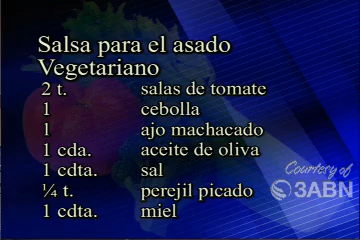 Salsa para el asado
Vegetariano
2 t. salas de tomate
1 cebolla
1 ajo machacado
1 cda. aceite de oliva
1 cdta. sal
¼ t. perejil picado
1 cdta. miel
Courtesy of
3ABN